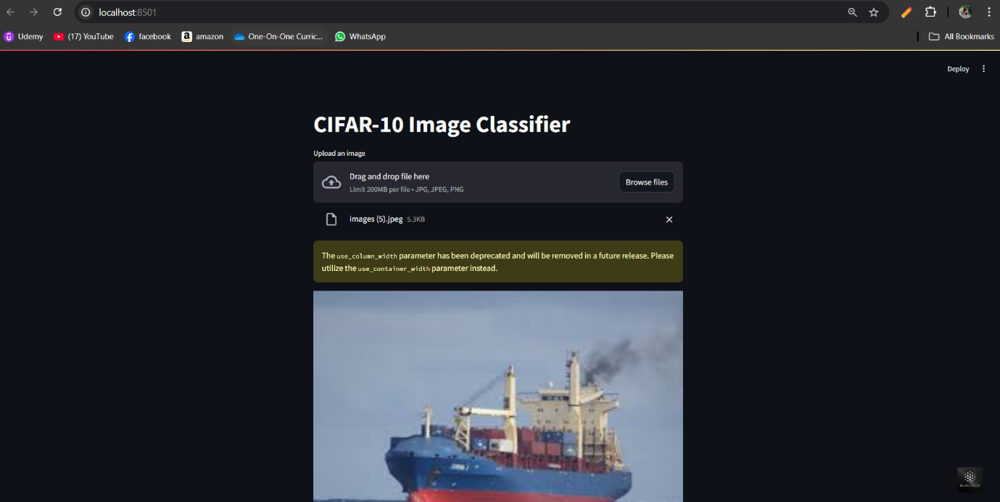 localhost:8501
Udemy
(17) YouTube
facebook
a
amazon
One-On-One Curric...
WhatsApp
All Bookmarks
Deploy
CIFAR-10 Image Classifier
Upload an image
Drag and drop file here
Limit 200MB per file • JPG, JPEG, PNG
Browse files
images (5).jpeg 5.3KB
The use_column_width parameter has been deprecated and will be removed in a future release. Please
utilize the use_container_width parameter instead.
BLACKBOX